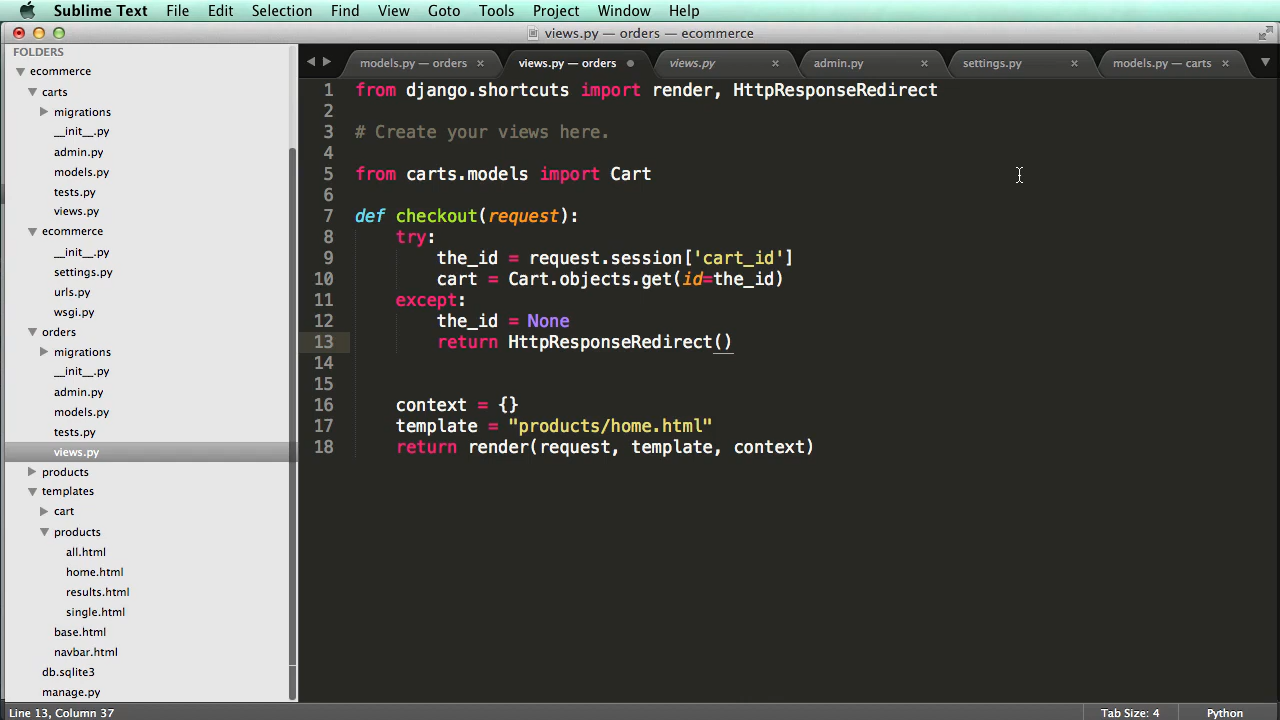 Sublime Text File Edit Selection Find View Goto Tools Project Window Help
views.py — orders — ecommerce
FOLDERS
ecommerce
carts
migrations
__init__.py
admin.py
models.py
tests.py
views.py
ecommerce
__init__.py
settings.py
urls.py
wsgi.py
orders
migrations
__init__.py
admin.py
models.py
tests.py
views.py
products
templates
cart
products
all.html
home.html
results.html
single.html
base.html
navbar.html
db.sqlite3
manage.py
models.py — orders × views.py — orders views.py × admin.py × settings.py × models.py — carts ×
1 from django.shortcuts import render, HttpResponseRedirect
2
3 # Create your views here.
4
5 from carts.models import Cart
6
7 def checkout(request):
8 try:
9 the_id = request.session['cart_id']
10 cart = Cart.objects.get(id=the_id)
11 except:
12 the_id = None
13 return HttpResponseRedirect()
14
15
16 context = {}
17 template = "products/home.html"
18 return render(request, template, context)
Line 13, Column 37 Tab Size: 4 Python